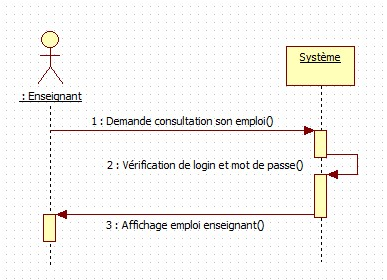 : Enseignant
Système
1 : Demande consultation son emploi()
2 : Vérification de login et mot de passe()
3 : Affichage emploi enseignant()